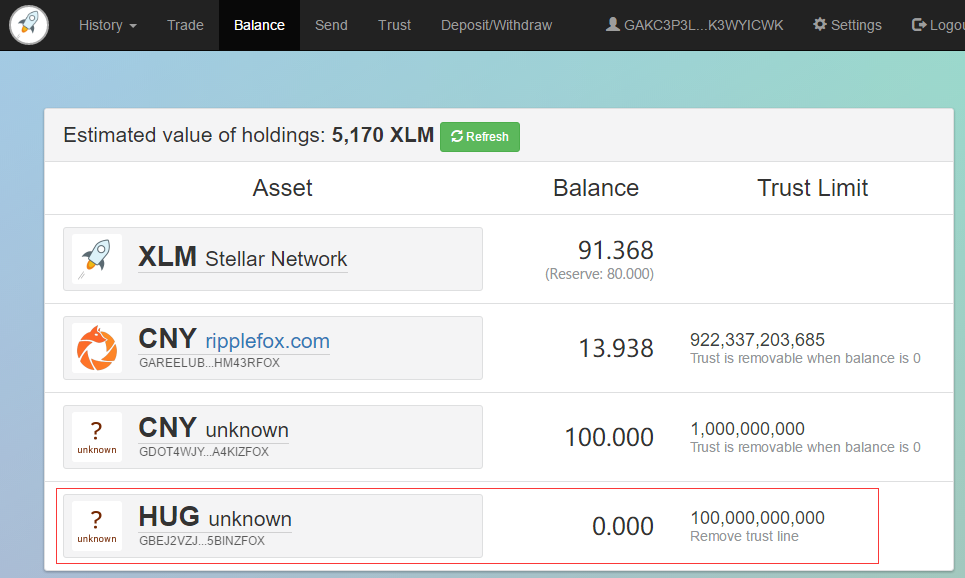 History Trade Balance Send Trust Deposit/Withdraw GAKC3P3L...K3WYICWK Settings Logou
Estimated value of holdings: 5,170 XLM Refresh
Asset Balance Trust Limit
XLM Stellar Network 91.368
(Reserve: 80.000)
CNY ripplefox.com 13.938 922,337,203,685
GAREELUB...HM43RFOX Trust is removable when balance is 0
? CNY unknown 100.000 1,000,000,000
unknown GDOT4WJY...A4KIZFOX Trust is removable when balance is 0
? HUG unknown 0.000 100,000,000,000
unknown GBEJ2VZJ...5BINZFOX Remove trust line